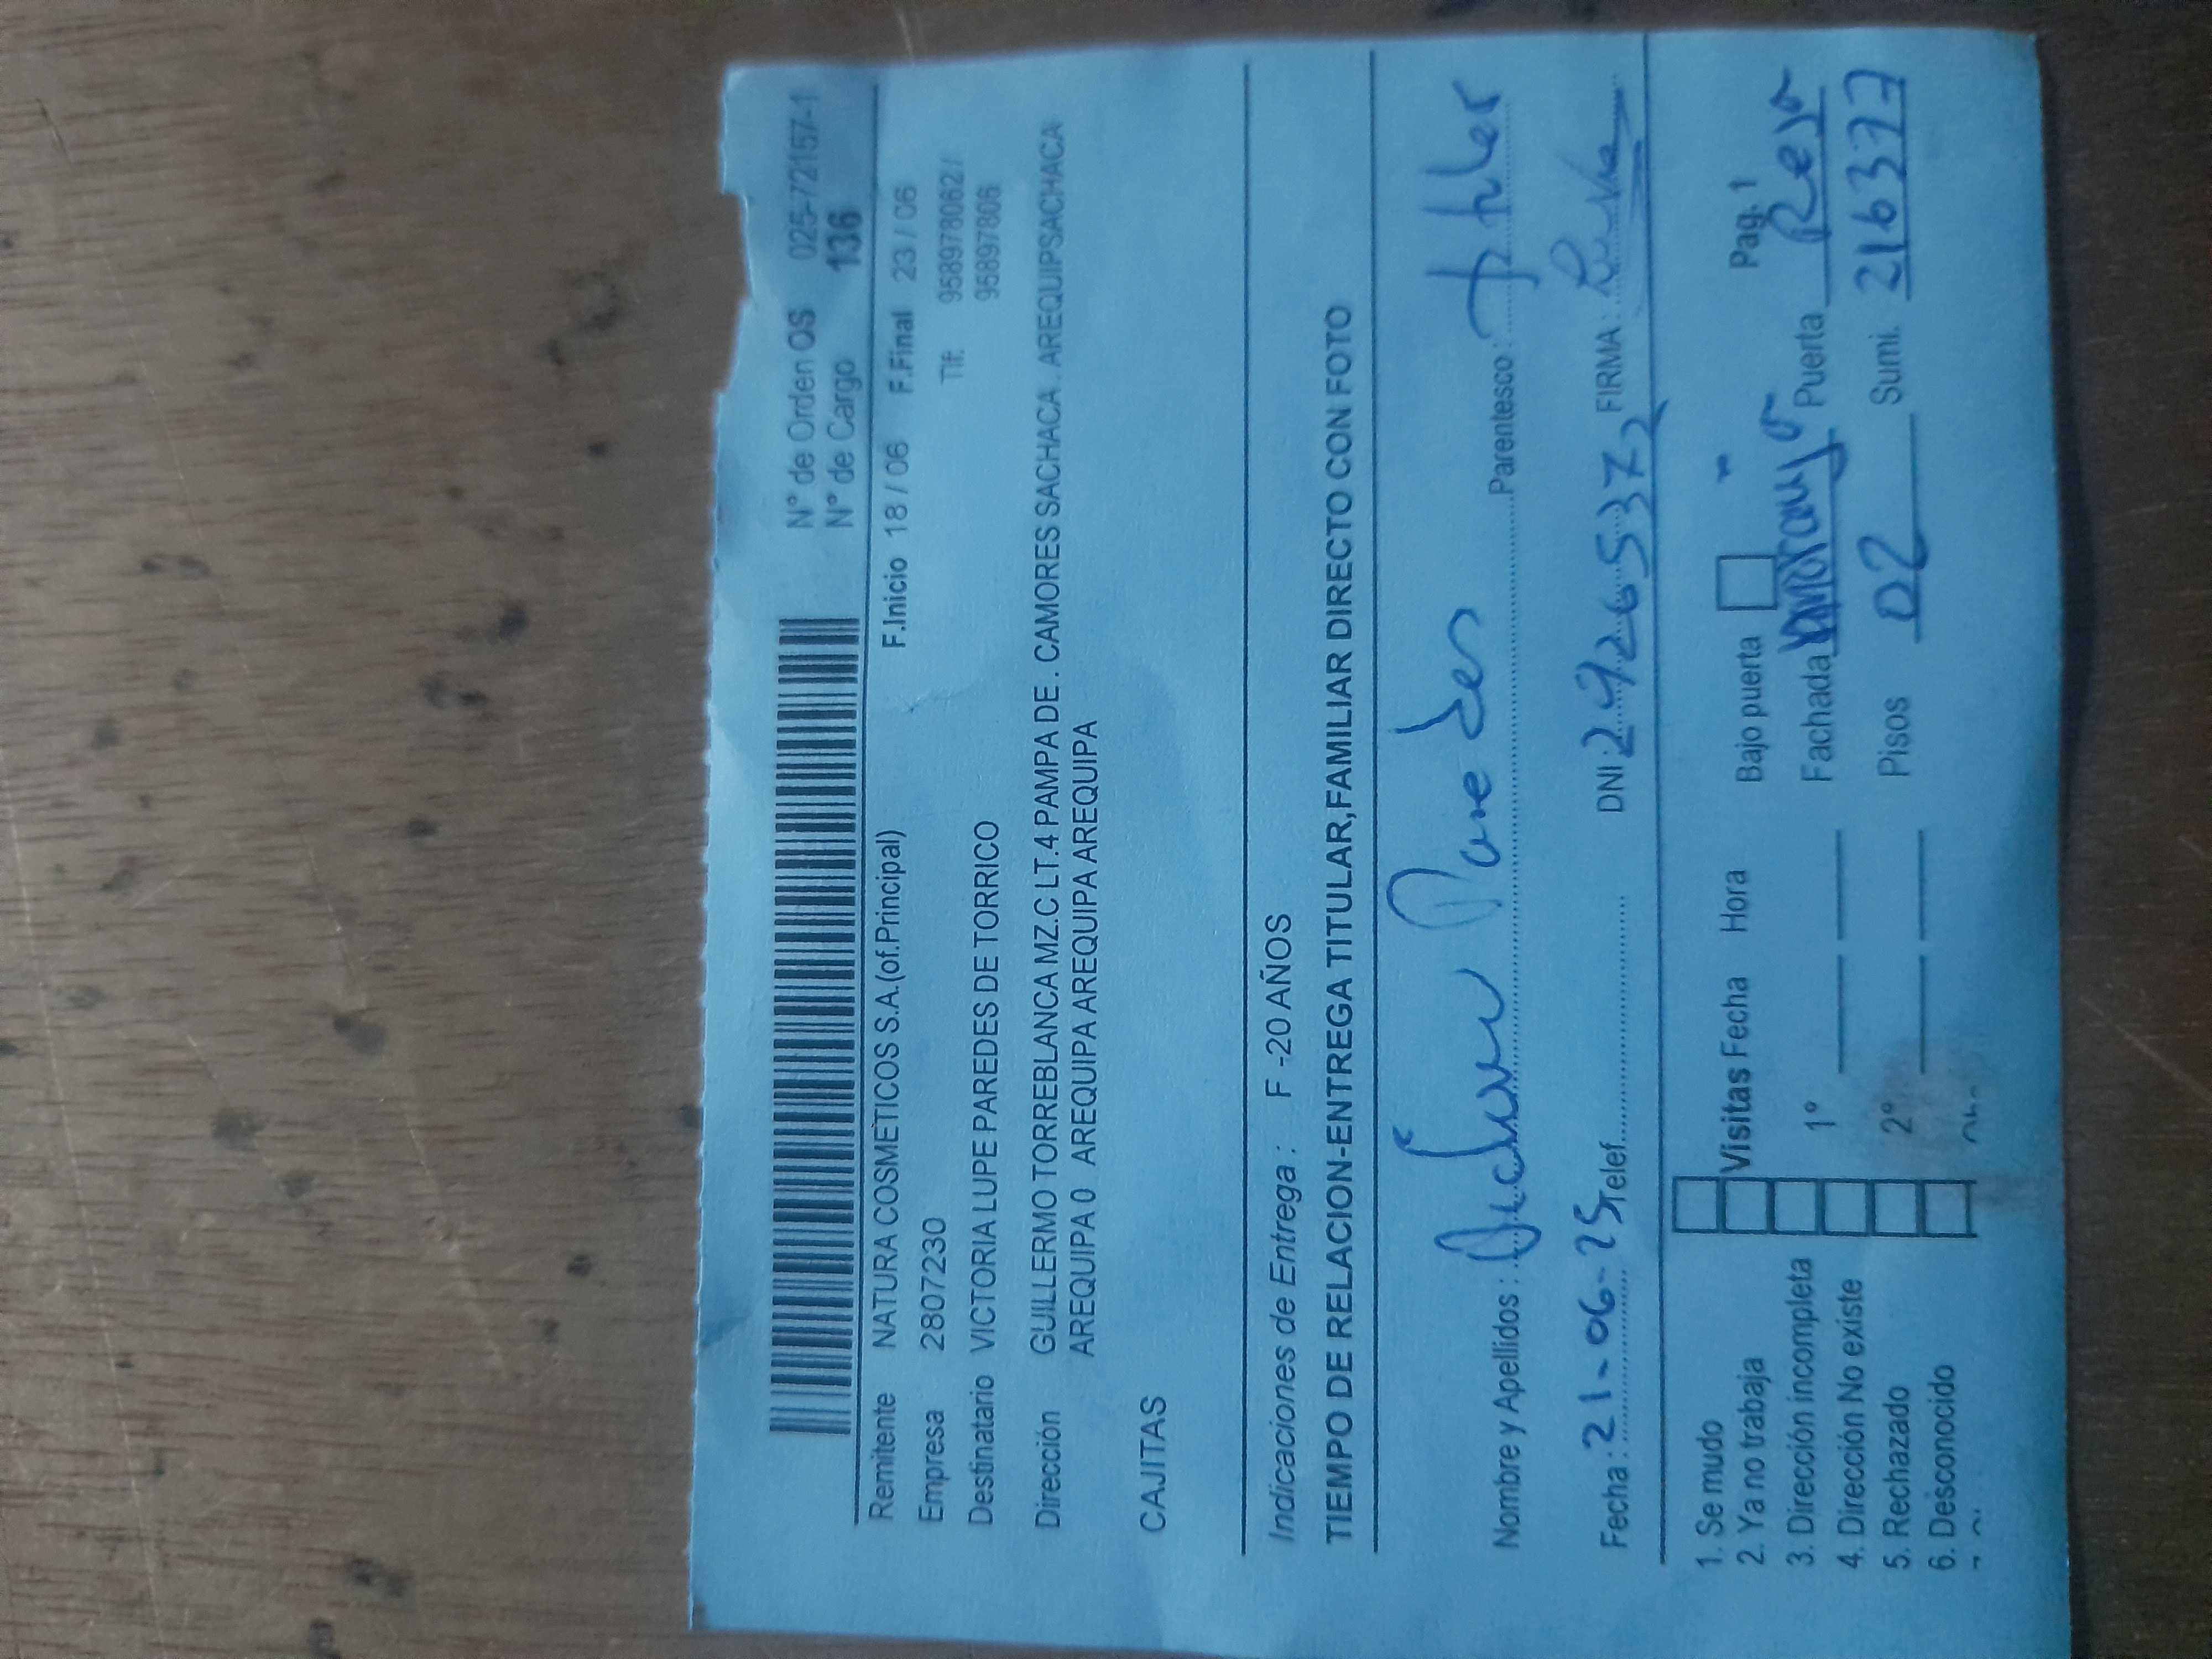 N° de Orden OS 025-72157-1
N° de Cargo 136
Remitente NATURA COSMETICOS S.A.(of.Principal) F.Inicio 18 / 06 F.Final 23 / 06
Empresa 2807230 Tlf: 958978062/
Destinatario VICTORIA LUPE PAREDES DE TORRICO 95897806
Dirección GUILLERMO TORREBLANCA MZ.C LT.4 PAMPA DE . CAMORES SACHACA . AREQUIPSACHACA
AREQUIPA 0 AREQUIPA AREQUIPA AREQUIPA
CAJITAS
Indicaciones de Entrega : F -20 AÑOS
TIEMPO DE RELACION-ENTREGA TITULAR,FAMILIAR DIRECTO CON FOTO
Nombre y Apellidos : Paredes Parentesco :
Fecha : 21-06-25 Telef. DNI : 29265372 FIRMA :
1. Se mudo
2. Ya no trabaja
3. Dirección incompleta
4. Dirección No existe
5. Rechazado
6. Desconocido
Visitas Fecha Hora
1°
2°
Bajo puerta Pag. 1
Fachada Puerta
Pisos 02 Sumi. 216377